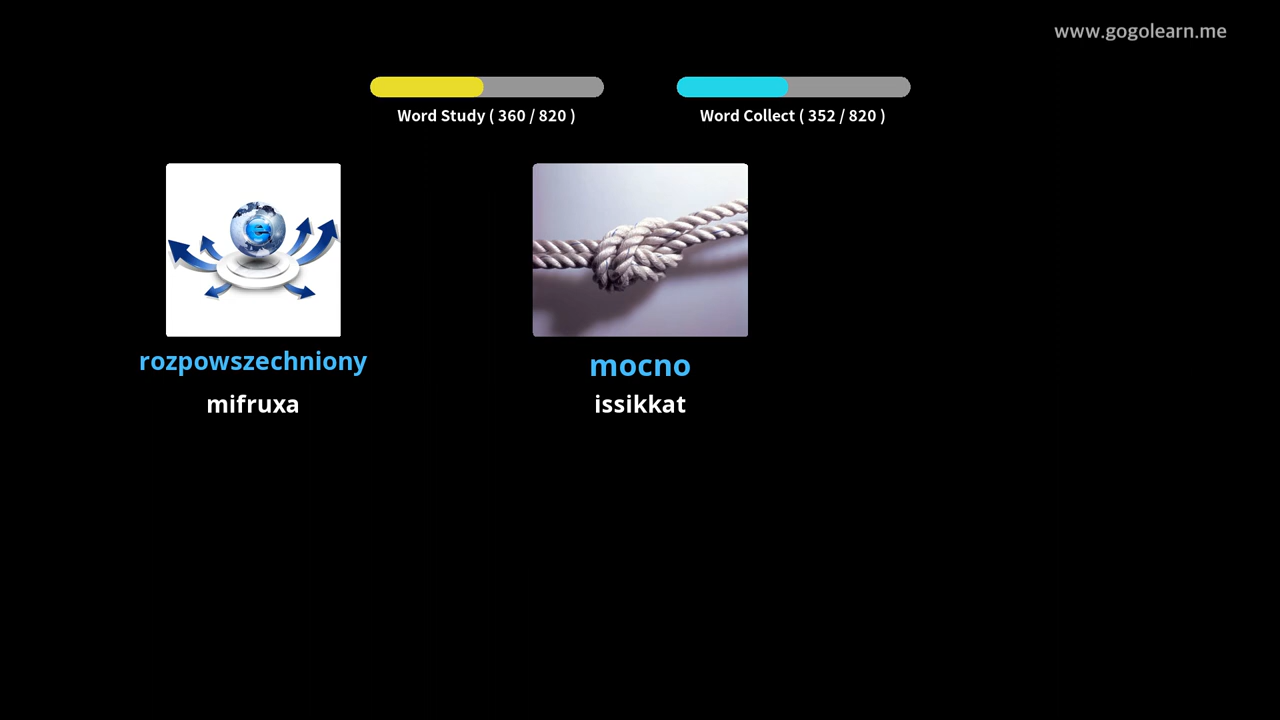 www.gogolearn.me
Word Study ( 360 / 820 )
Word Collect ( 352 / 820 )
e
rozpowszechniony
mocno
mifruxa
issikkat